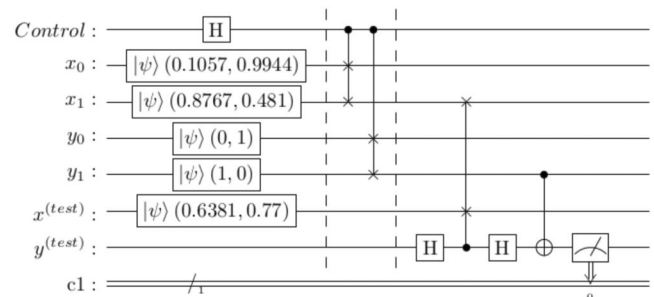 Control :
H
x₀ :
|ψ⟩ (0.1057, 0.9944)
x₁ :
|ψ⟩ (0.8767, 0.481)
y₀ :
|ψ⟩ (0, 1)
y₁ :
|ψ⟩ (1, 0)
x⁽ᵗᵉˢᵗ⁾ :
|ψ⟩ (0.6381, 0.77)
y⁽ᵗᵉˢᵗ⁾ :
H H
c1 :
/₁
0